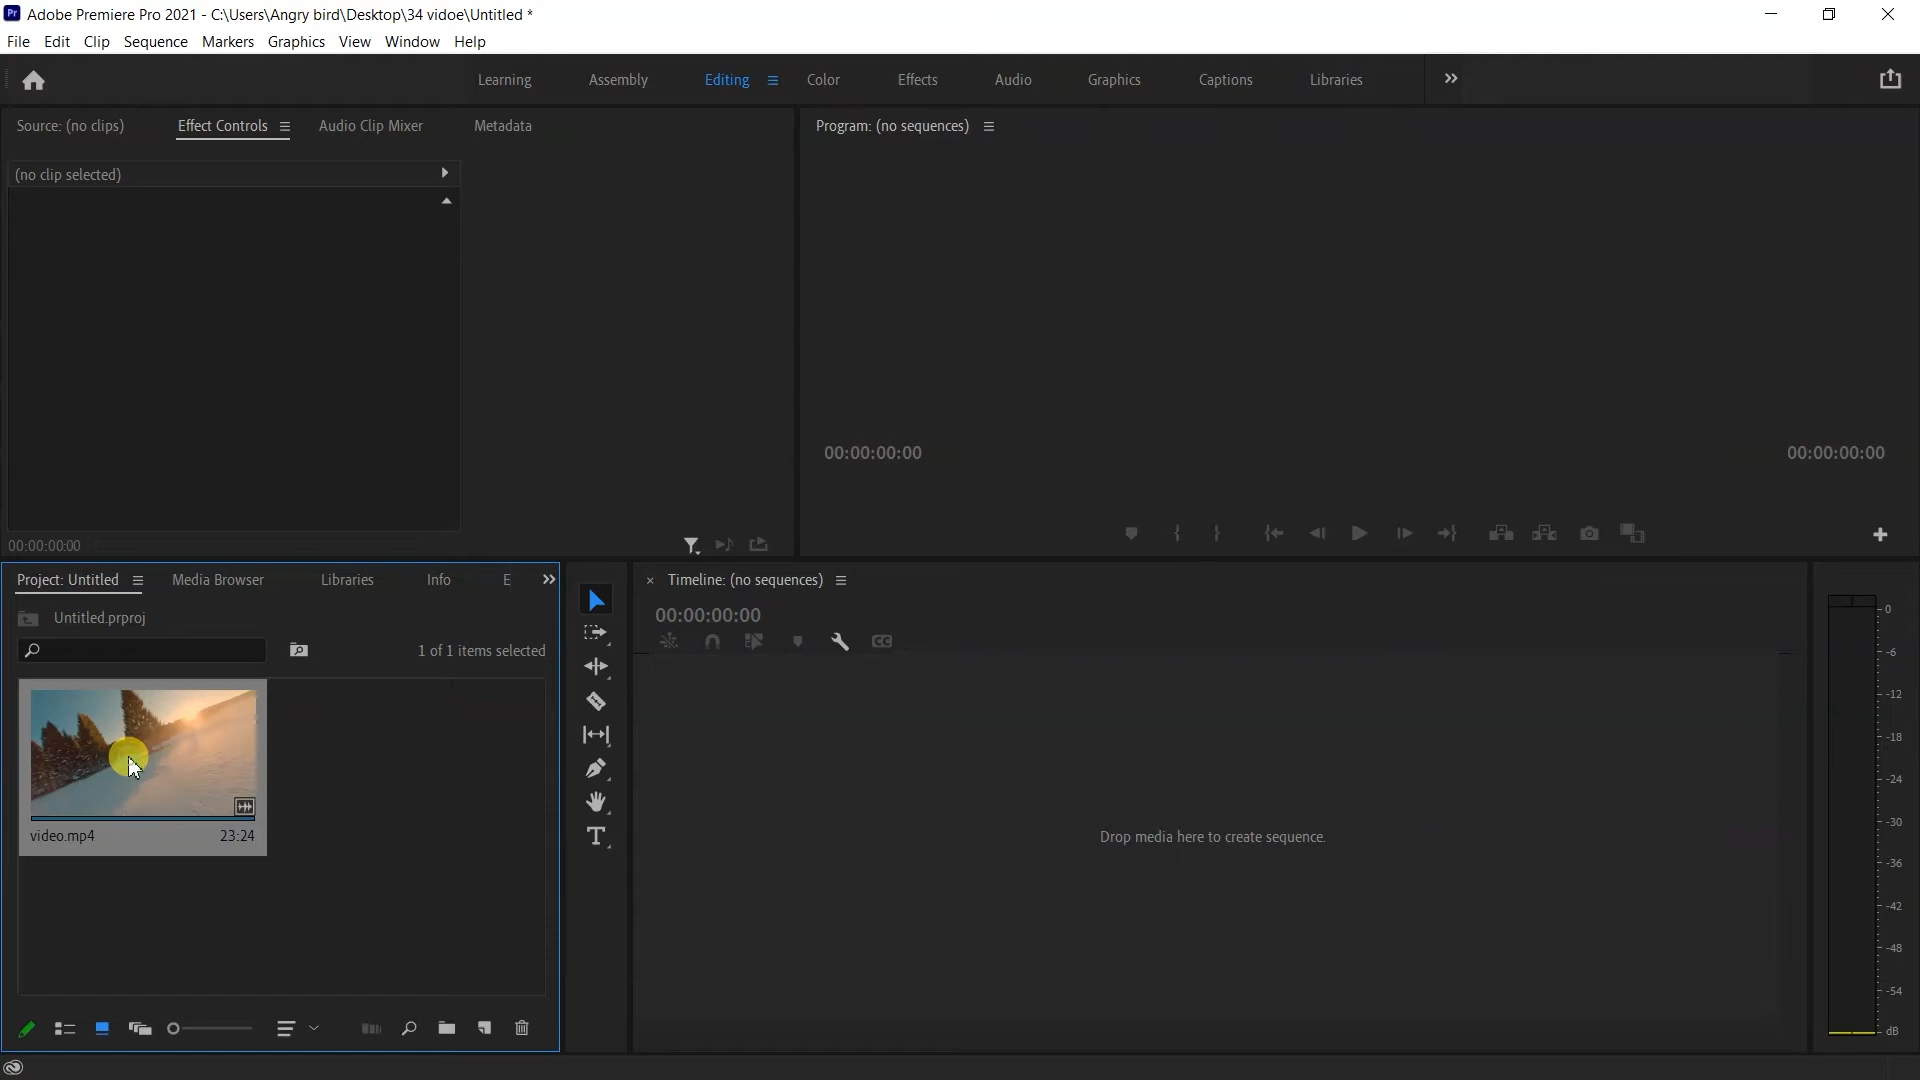 Pr Adobe Premiere Pro 2021 - C:\Users\Angry bird\Desktop\34 vidoe\Untitled *
File Edit Clip Sequence Markers Graphics View Window Help
Learning Assembly Editing Color Effects Audio Graphics Captions Libraries
Source: (no clips) Effect Controls Audio Clip Mixer Metadata
Program: (no sequences)
(no clip selected)
00:00:00:00 00:00:00:00
00:00:00:00
Project: Untitled Media Browser Libraries Info E
Timeline: (no sequences)
Untitled.prproj
00:00:00:00
1 of 1 items selected
CC
video.mp4 23:24
Drop media here to create sequence.
T
0
-6
-12
-18
-24
-30
-36
-42
-48
-54
dB